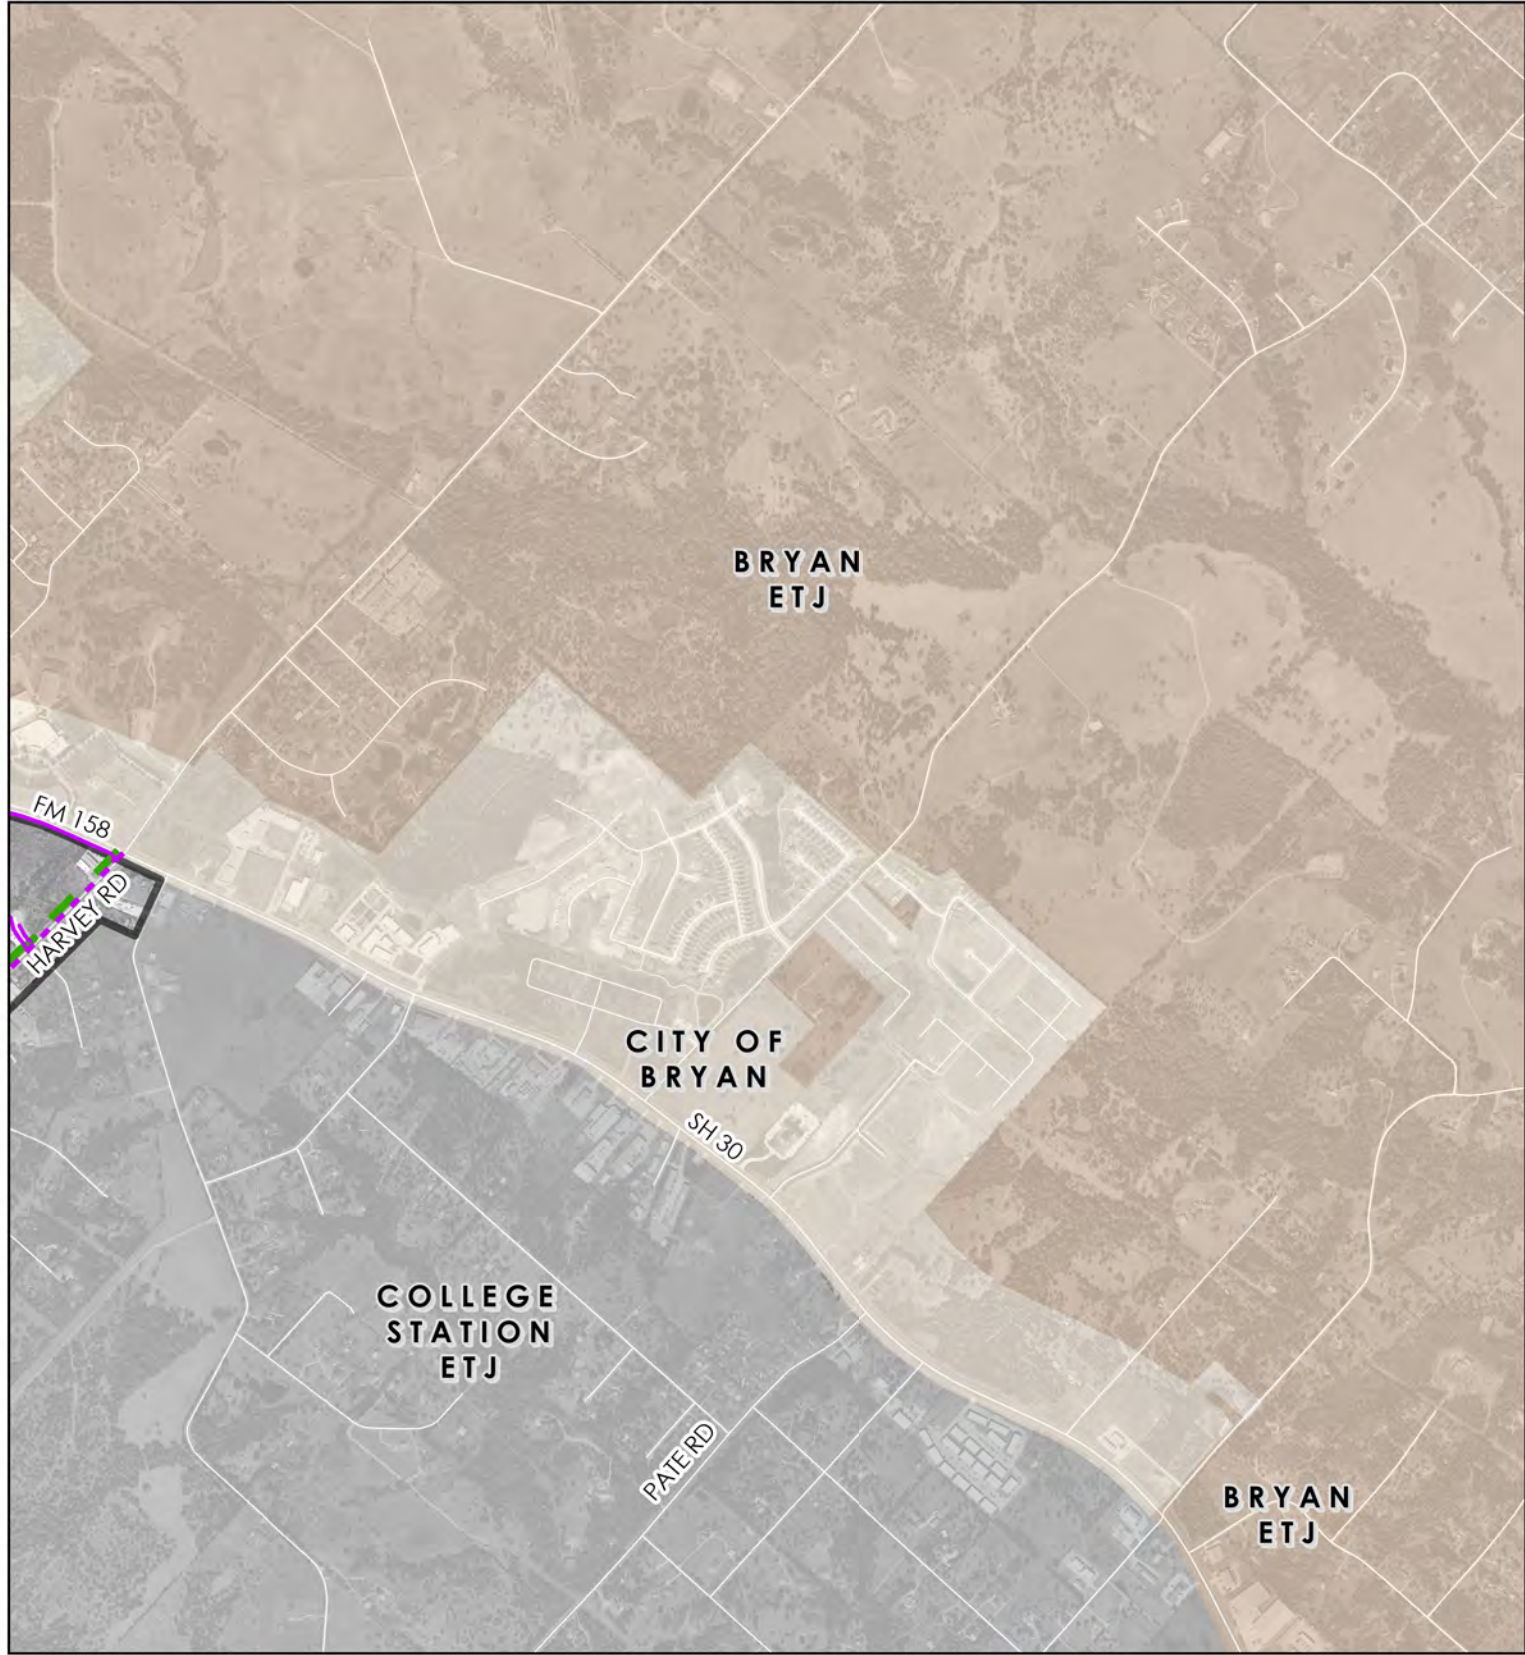 BRYAN
ETJ
FM 158
HARVEY RD
CITY OF
BRYAN
SH 30
COLLEGE
STATION
ETJ
PATE RD
BRYAN
ETJ